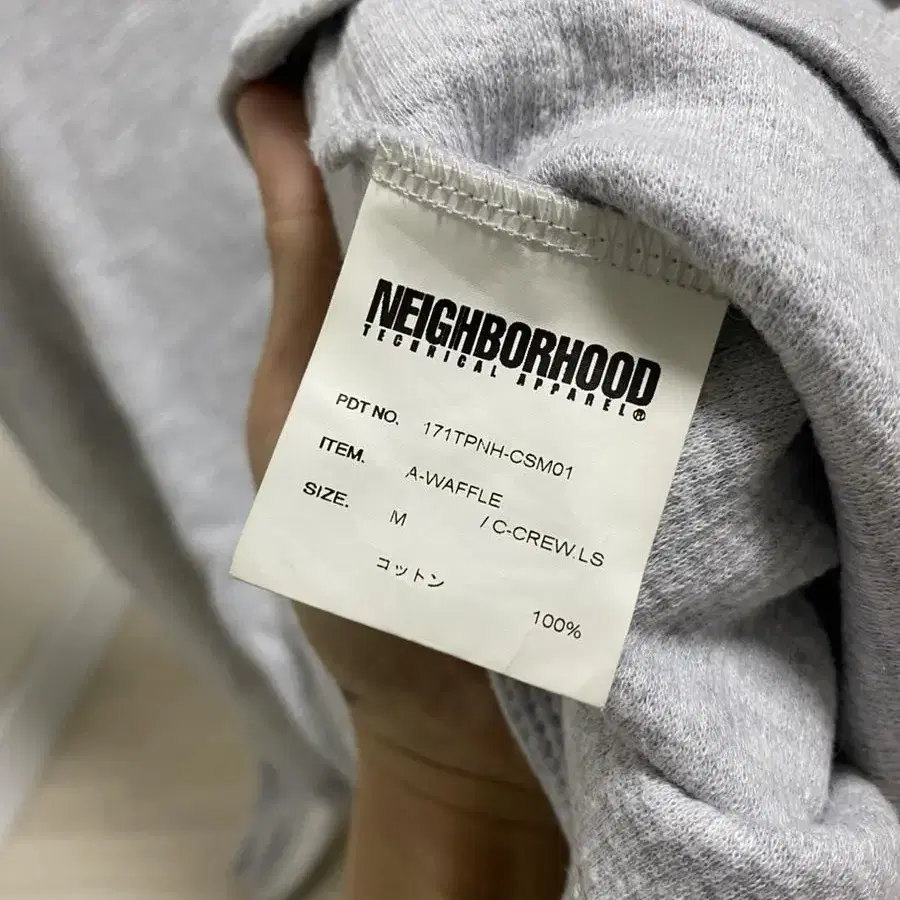 NEIGHBORHOOD
TECHNICAL APPAREL®
PDT NO. 171TPNH-CSM01
ITEM. A-WAFFLE
/ C-CREW.LS
SIZE. M
コットン 100%